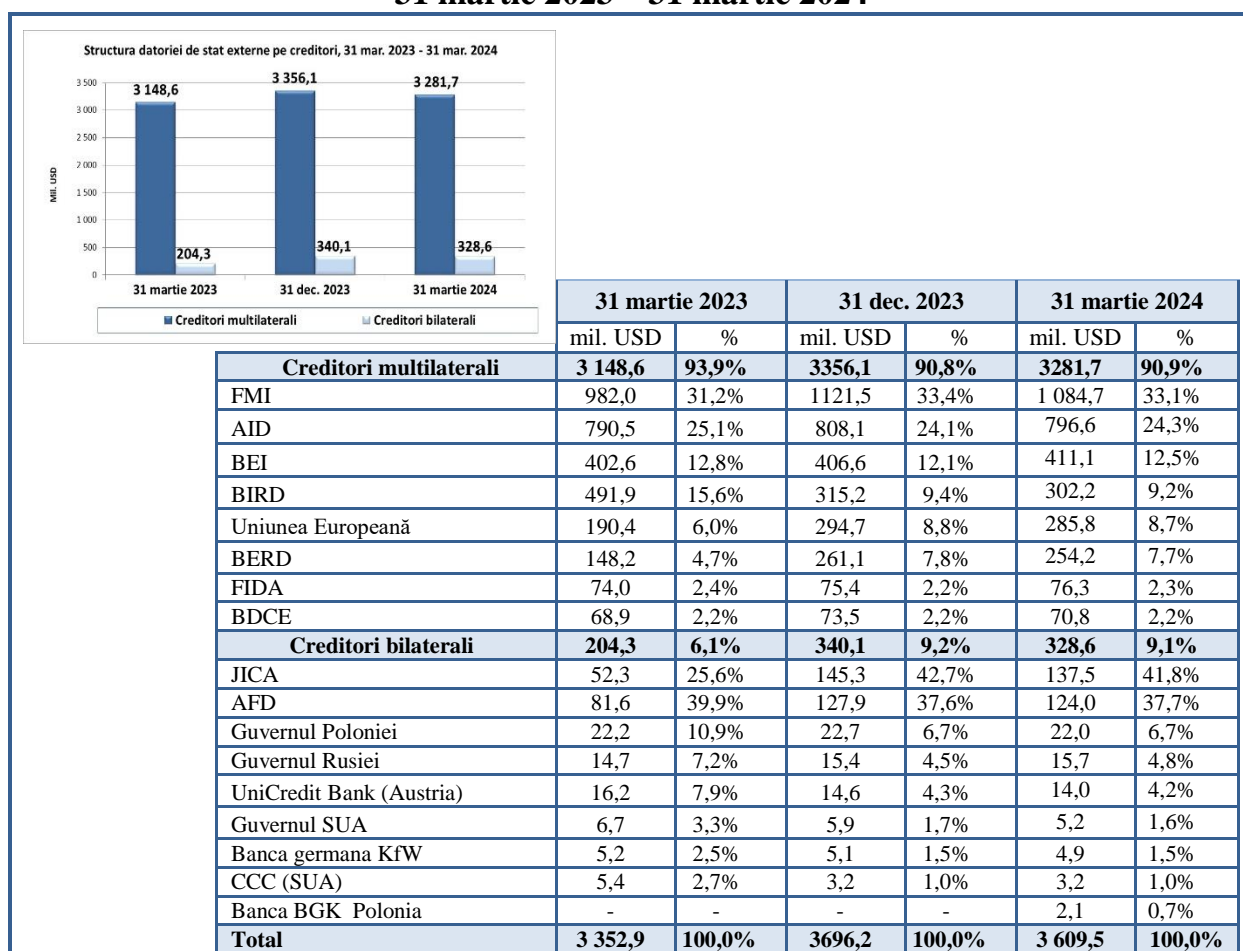 31 martie 2023 – 31 martie 2024
Structura datoriei de stat externe pe creditori, 31 mar. 2023 - 31 mar. 2024
Mil. USD
3 500
3 000
2 500
2 000
1 500
1 000
500
0
3 148,6
204,3
3 356,1
340,1
3 281,7
328,6
31 martie 2023 31 dec. 2023 31 martie 2024
Creditori multilaterali Creditori bilaterali
31 martie 2023 31 dec. 2023 31 martie 2024
mil. USD % mil. USD % mil. USD %
Creditori multilaterali 3 148,6 93,9% 3356,1 90,8% 3281,7 90,9%
FMI 982,0 31,2% 1121,5 33,4% 1 084,7 33,1%
AID 790,5 25,1% 808,1 24,1% 796,6 24,3%
BEI 402,6 12,8% 406,6 12,1% 411,1 12,5%
BIRD 491,9 15,6% 315,2 9,4% 302,2 9,2%
Uniunea Europeană 190,4 6,0% 294,7 8,8% 285,8 8,7%
BERD 148,2 4,7% 261,1 7,8% 254,2 7,7%
FIDA 74,0 2,4% 75,4 2,2% 76,3 2,3%
BDCE 68,9 2,2% 73,5 2,2% 70,8 2,2%
Creditori bilaterali 204,3 6,1% 340,1 9,2% 328,6 9,1%
JICA 52,3 25,6% 145,3 42,7% 137,5 41,8%
AFD 81,6 39,9% 127,9 37,6% 124,0 37,7%
Guvernul Poloniei 22,2 10,9% 22,7 6,7% 22,0 6,7%
Guvernul Rusiei 14,7 7,2% 15,4 4,5% 15,7 4,8%
UniCredit Bank (Austria) 16,2 7,9% 14,6 4,3% 14,0 4,2%
Guvernul SUA 6,7 3,3% 5,9 1,7% 5,2 1,6%
Banca germana KfW 5,2 2,5% 5,1 1,5% 4,9 1,5%
CCC (SUA) 5,4 2,7% 3,2 1,0% 3,2 1,0%
Banca BGK Polonia - - - - 2,1 0,7%
Total 3 352,9 100,0% 3696,2 100,0% 3 609,5 100,0%